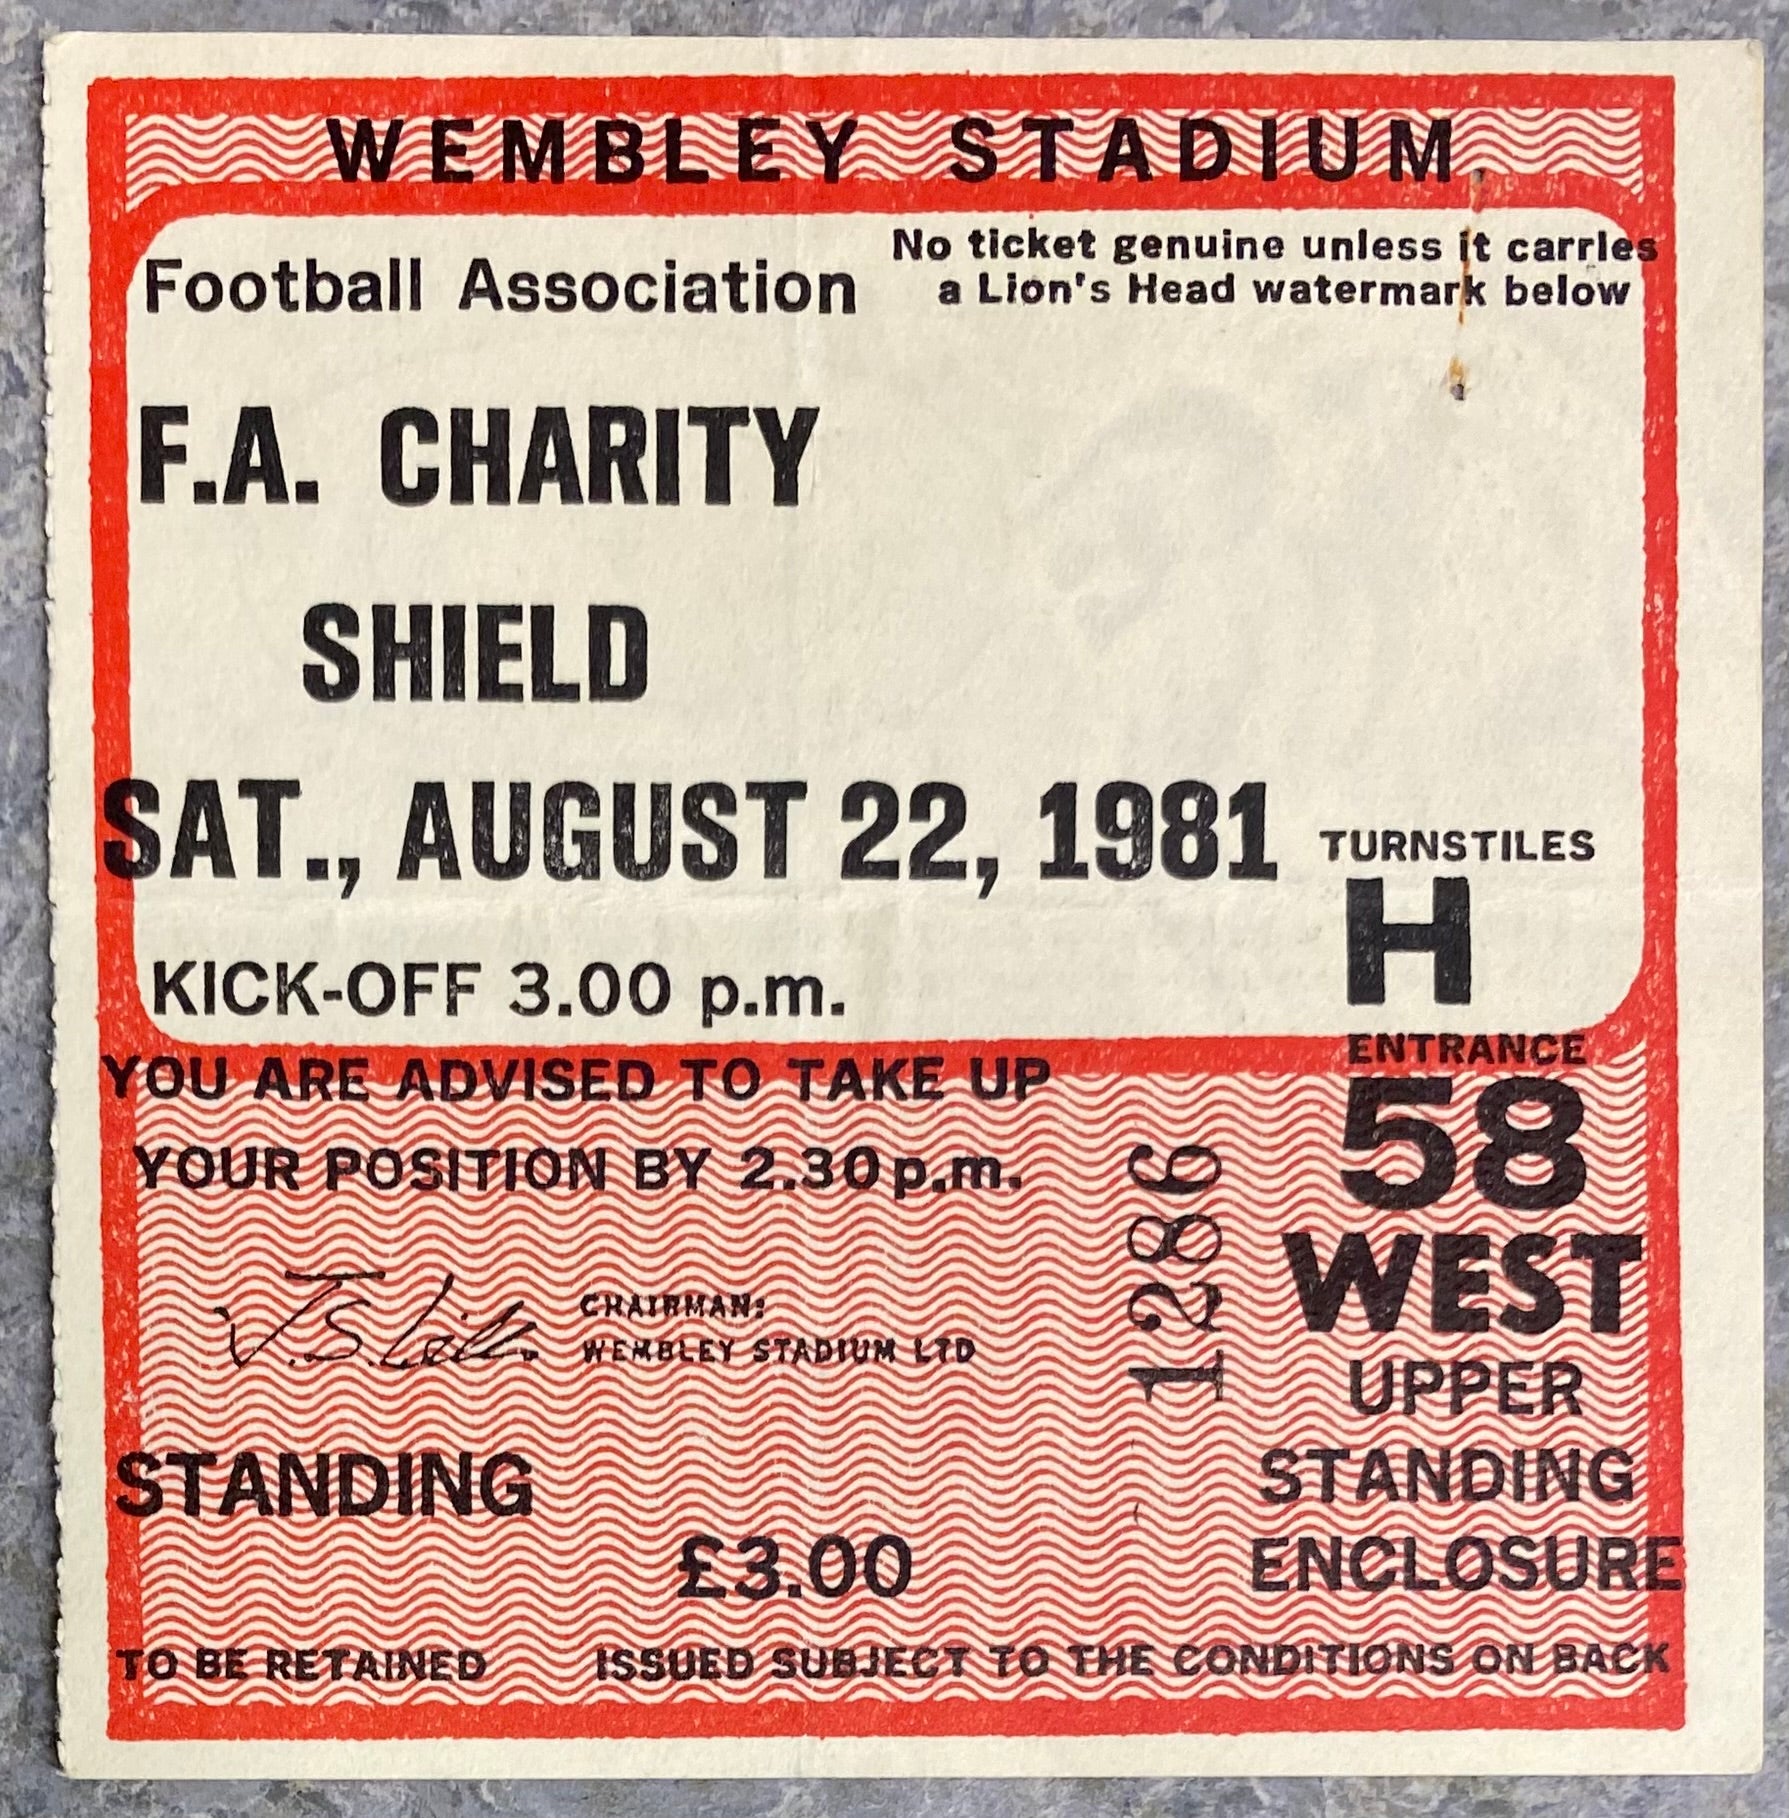 WEMBLEY STADIUM
Football Association
No ticket genuine unless it carries
a Lion's Head watermark below
F.A. CHARITY
SHIELD
SAT., AUGUST 22, 1981
KICK-OFF 3.00 p.m.
TURNSTILES
H
ENTRANCE
58
WEST
UPPER
STANDING
ENCLOSURE
YOU ARE ADVISED TO TAKE UP
YOUR POSITION BY 2.30p.m.
1286
CHAIRMAN:
WEMBLEY STADIUM LTD
STANDING
£3.00
TO BE RETAINED
ISSUED SUBJECT TO THE CONDITIONS ON BACK